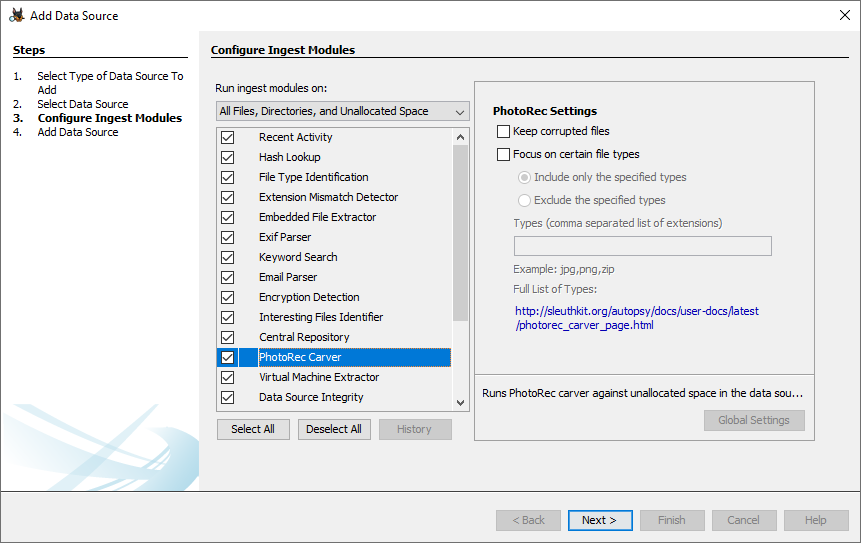 Add Data Source
Steps
1. Select Type of Data Source To
Add
2. Select Data Source
3. Configure Ingest Modules
4. Add Data Source
Configure Ingest Modules
Run ingest modules on:
All Files, Directories, and Unallocated Space
Recent Activity
Hash Lookup
File Type Identification
Extension Mismatch Detector
Embedded File Extractor
Exif Parser
Keyword Search
Email Parser
Encryption Detection
Interesting Files Identifier
Central Repository
PhotoRec Carver
Virtual Machine Extractor
Data Source Integrity
Select All
Deselect All
History
PhotoRec Settings
Keep corrupted files
Focus on certain file types
Include only the specified types
Exclude the specified types
Types (comma separated list of extensions)
Example: jpg,png,zip
Full List of Types:
http://sleuthkit.org/autopsy/docs/user-docs/latest
/photorec_carver_page.html
Runs PhotoRec carver against unallocated space in the data sou...
Global Settings
< Back
Next >
Finish
Cancel
Help